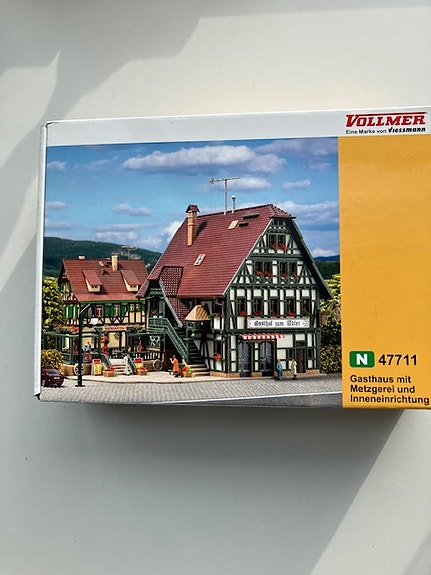 VOLLMER
Eine Marke von Viessmann
Gasthof zum Adler
N 47711
Gasthaus mit
Metzgerei und
Inneneinrichtung